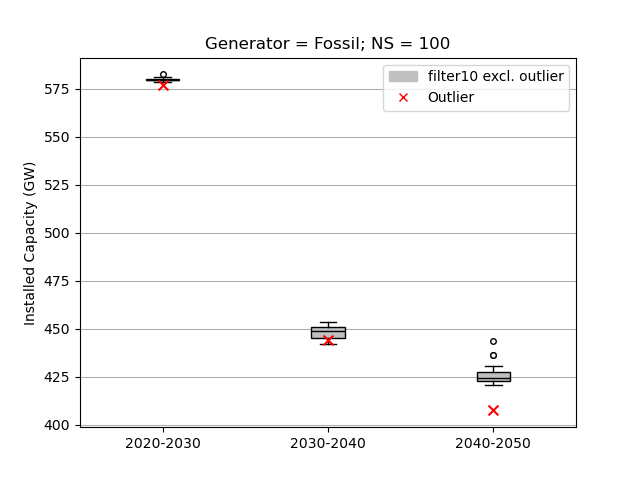 Generator = Fossil; NS = 100
filter10 excl. outlier
Outlier
Installed Capacity (GW)
575
550
525
500
475
450
425
400
2020-2030
2030-2040
2040-2050